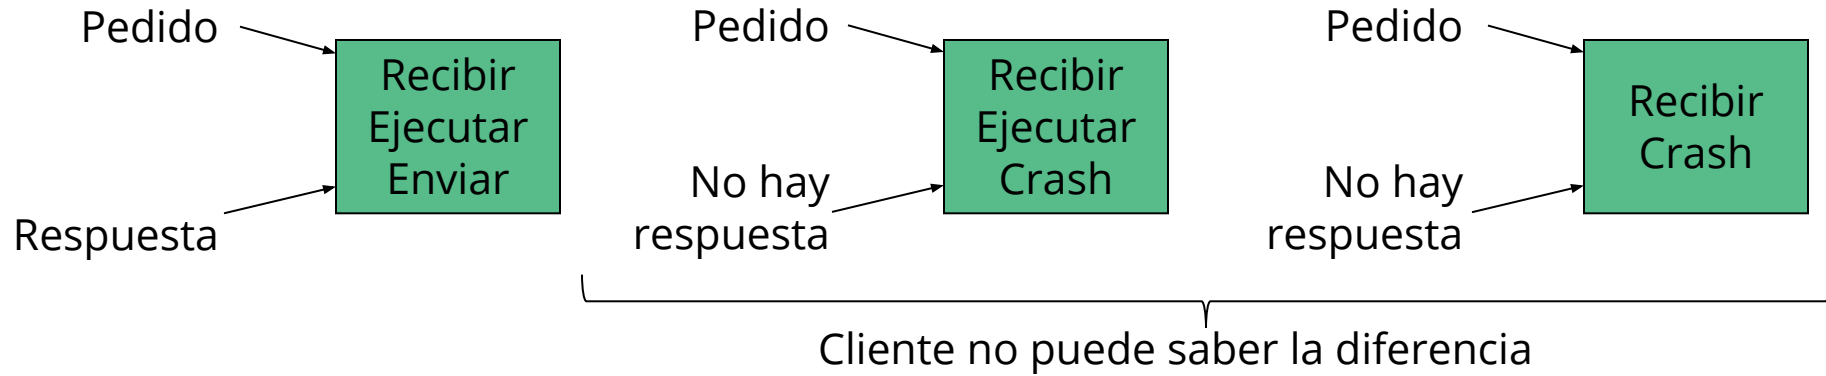 Pedido
Recibir
Ejecutar
Enviar
Respuesta
Pedido
Recibir
Ejecutar
Crash
No hay
respuesta
Pedido
Recibir
Crash
No hay
respuesta
Cliente no puede saber la diferencia